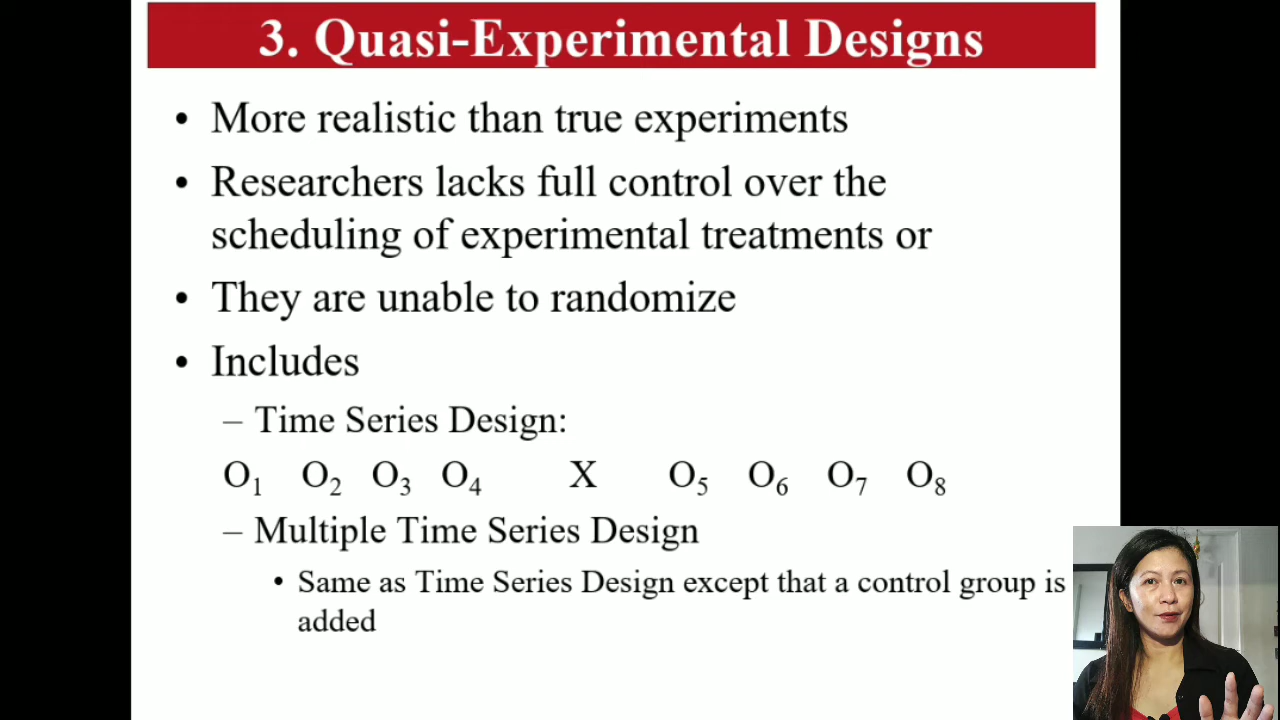 3. Quasi-Experimental Designs
• More realistic than true experiments
• Researchers lacks full control over the
scheduling of experimental treatments or
• They are unable to randomize
• Includes
– Time Series Design:
O₁ O₂ O₃ O₄ X O₅ O₆ O₇ O₈
– Multiple Time Series Design
• Same as Time Series Design except that a control group is
added